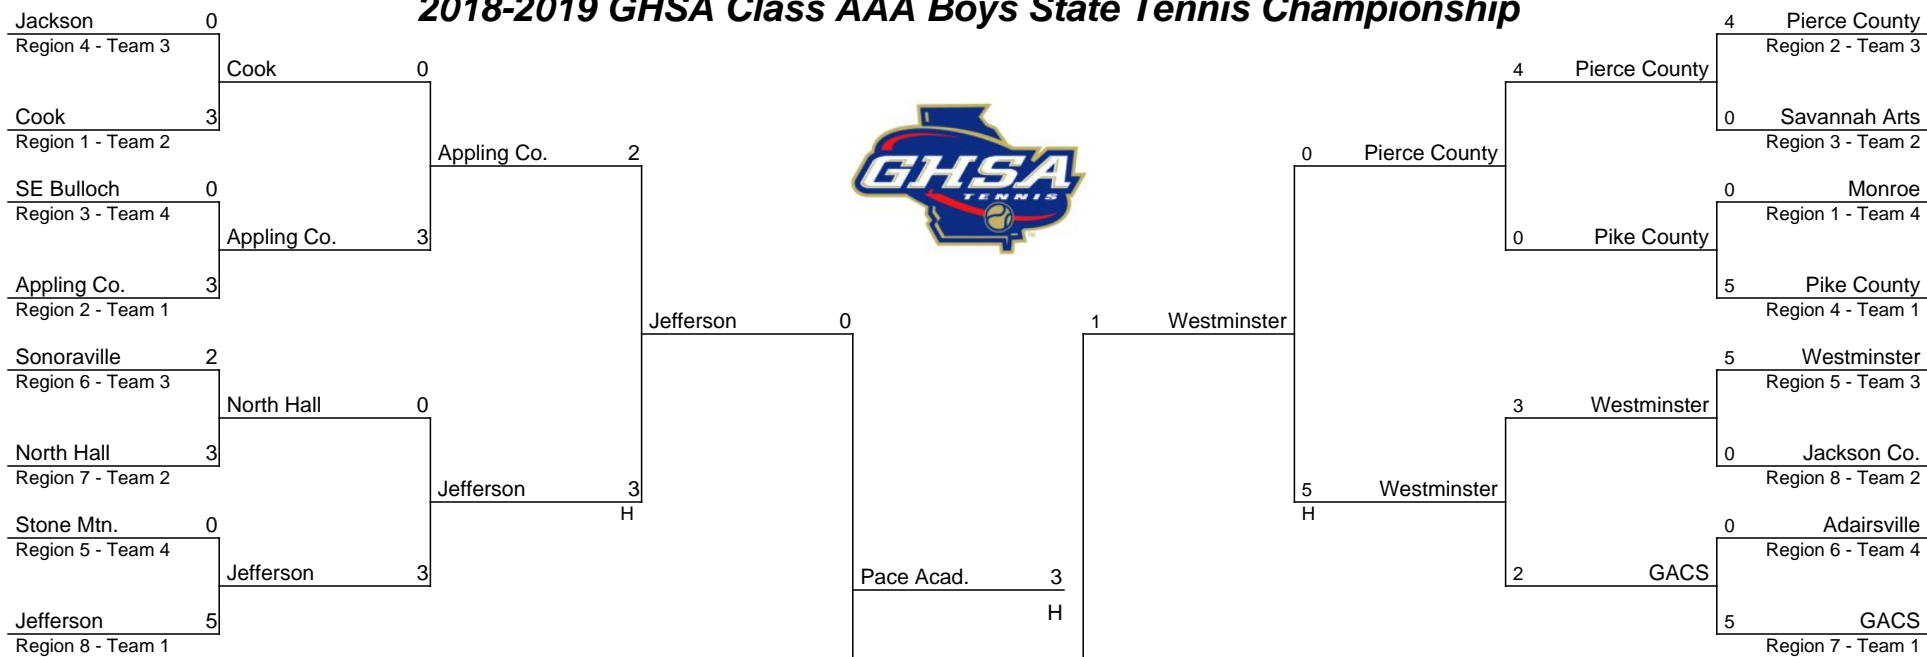 2018-2019 GHSA Class AAA Boys State Tennis Championship
Jackson 0
Region 4 - Team 3
Cook 0
Cook 3
Region 1 - Team 2
Appling Co. 2
SE Bulloch 0
Region 3 - Team 4
Appling Co. 3
Appling Co. 3
Region 2 - Team 1
Jefferson 0
Sonoraville 2
Region 6 - Team 3
North Hall 0
North Hall 3
Region 7 - Team 2
Jefferson 3
H
Stone Mtn. 0
Region 5 - Team 4
Jefferson 3
Jefferson 5
Region 8 - Team 1
GHSA
TENNIS
Pace Acad. 3
H
4 Pierce County
Region 2 - Team 3
4 Pierce County
0 Savannah Arts
Region 3 - Team 2
0 Pierce County
0 Monroe
Region 1 - Team 4
0 Pike County
5 Pike County
Region 4 - Team 1
1 Westminster
5 Westminster
Region 5 - Team 3
3 Westminster
0 Jackson Co.
Region 8 - Team 2
5 Westminster
H
0 Adairsville
Region 6 - Team 4
2 GACS
5 GACS
Region 7 - Team 1